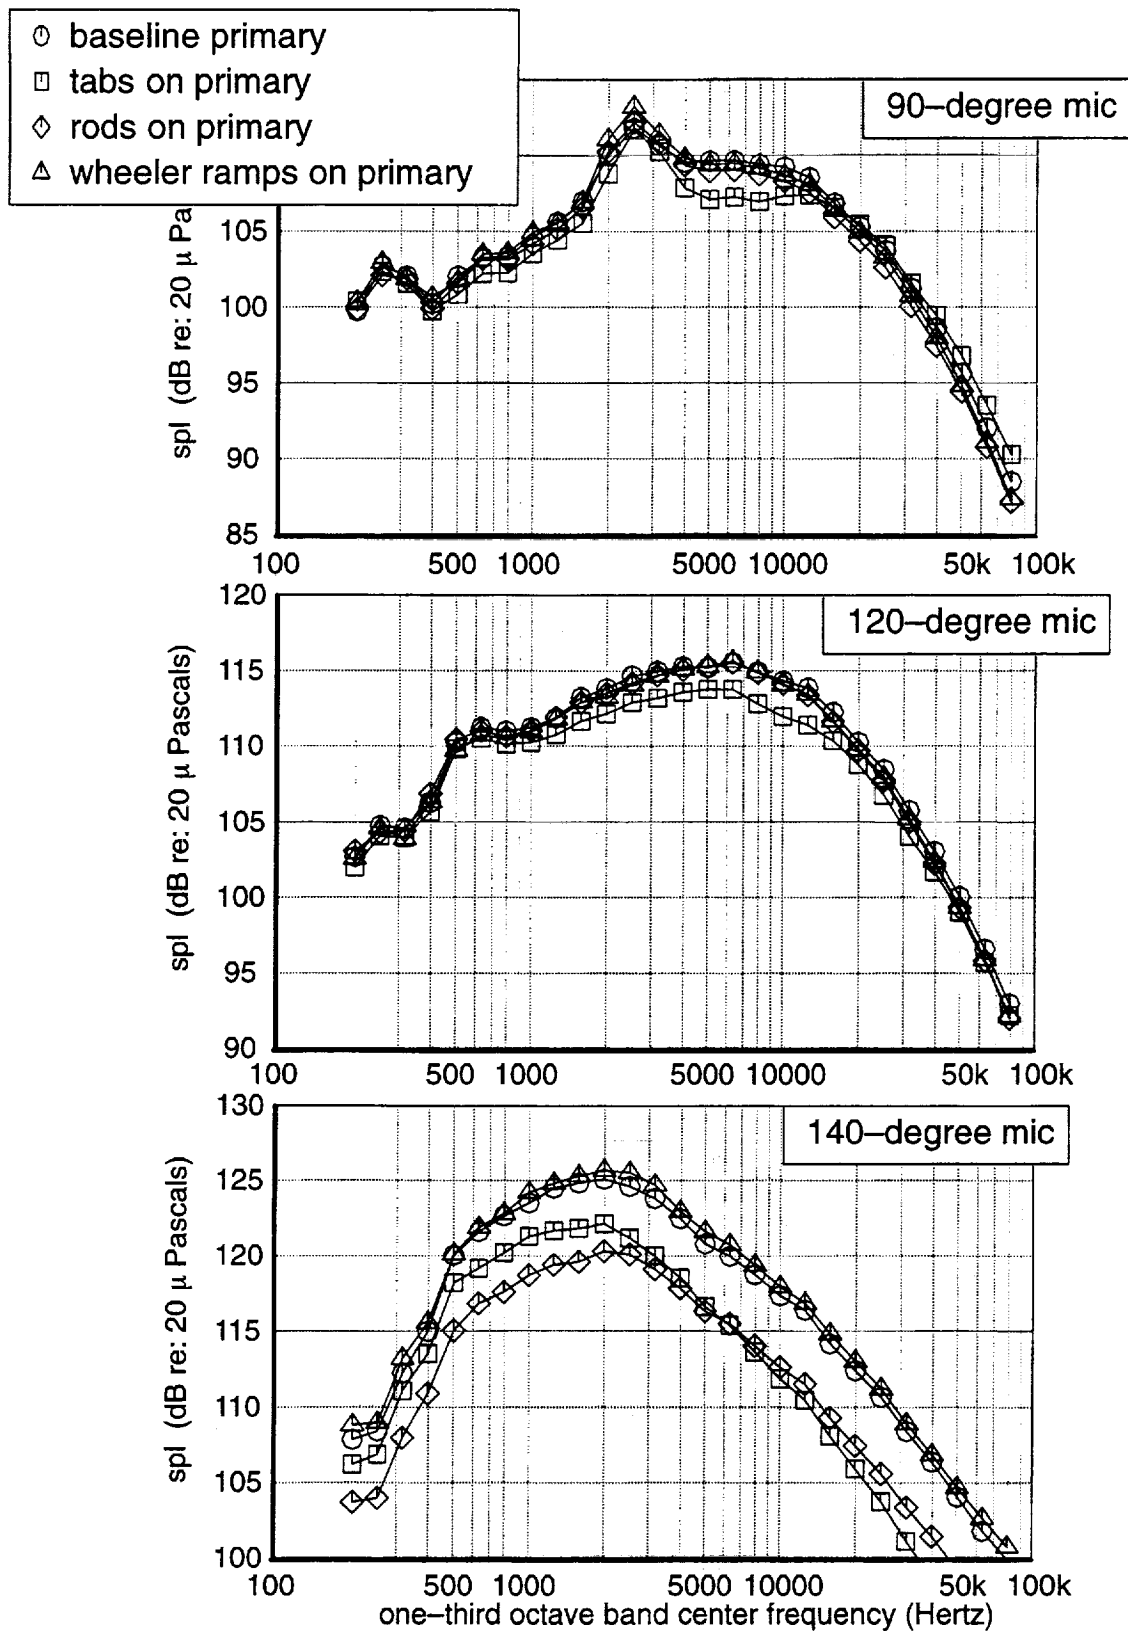 baseline primary
tabs on primary
rods on primary
wheeler ramps on primary
90–degree mic
spl (dB re: 20 μ Pa
105
100
95
90
85
100 500 1000 5000 10000 50k 100k
120–degree mic
spl (dB re: 20 μ Pascals)
120
115
110
105
100
95
90
100 500 1000 5000 10000 50k 100k
140–degree mic
spl (dB re: 20 μ Pascals)
130
125
120
115
110
105
100
100 500 1000 5000 10000 50k 100k
one–third octave band center frequency (Hertz)